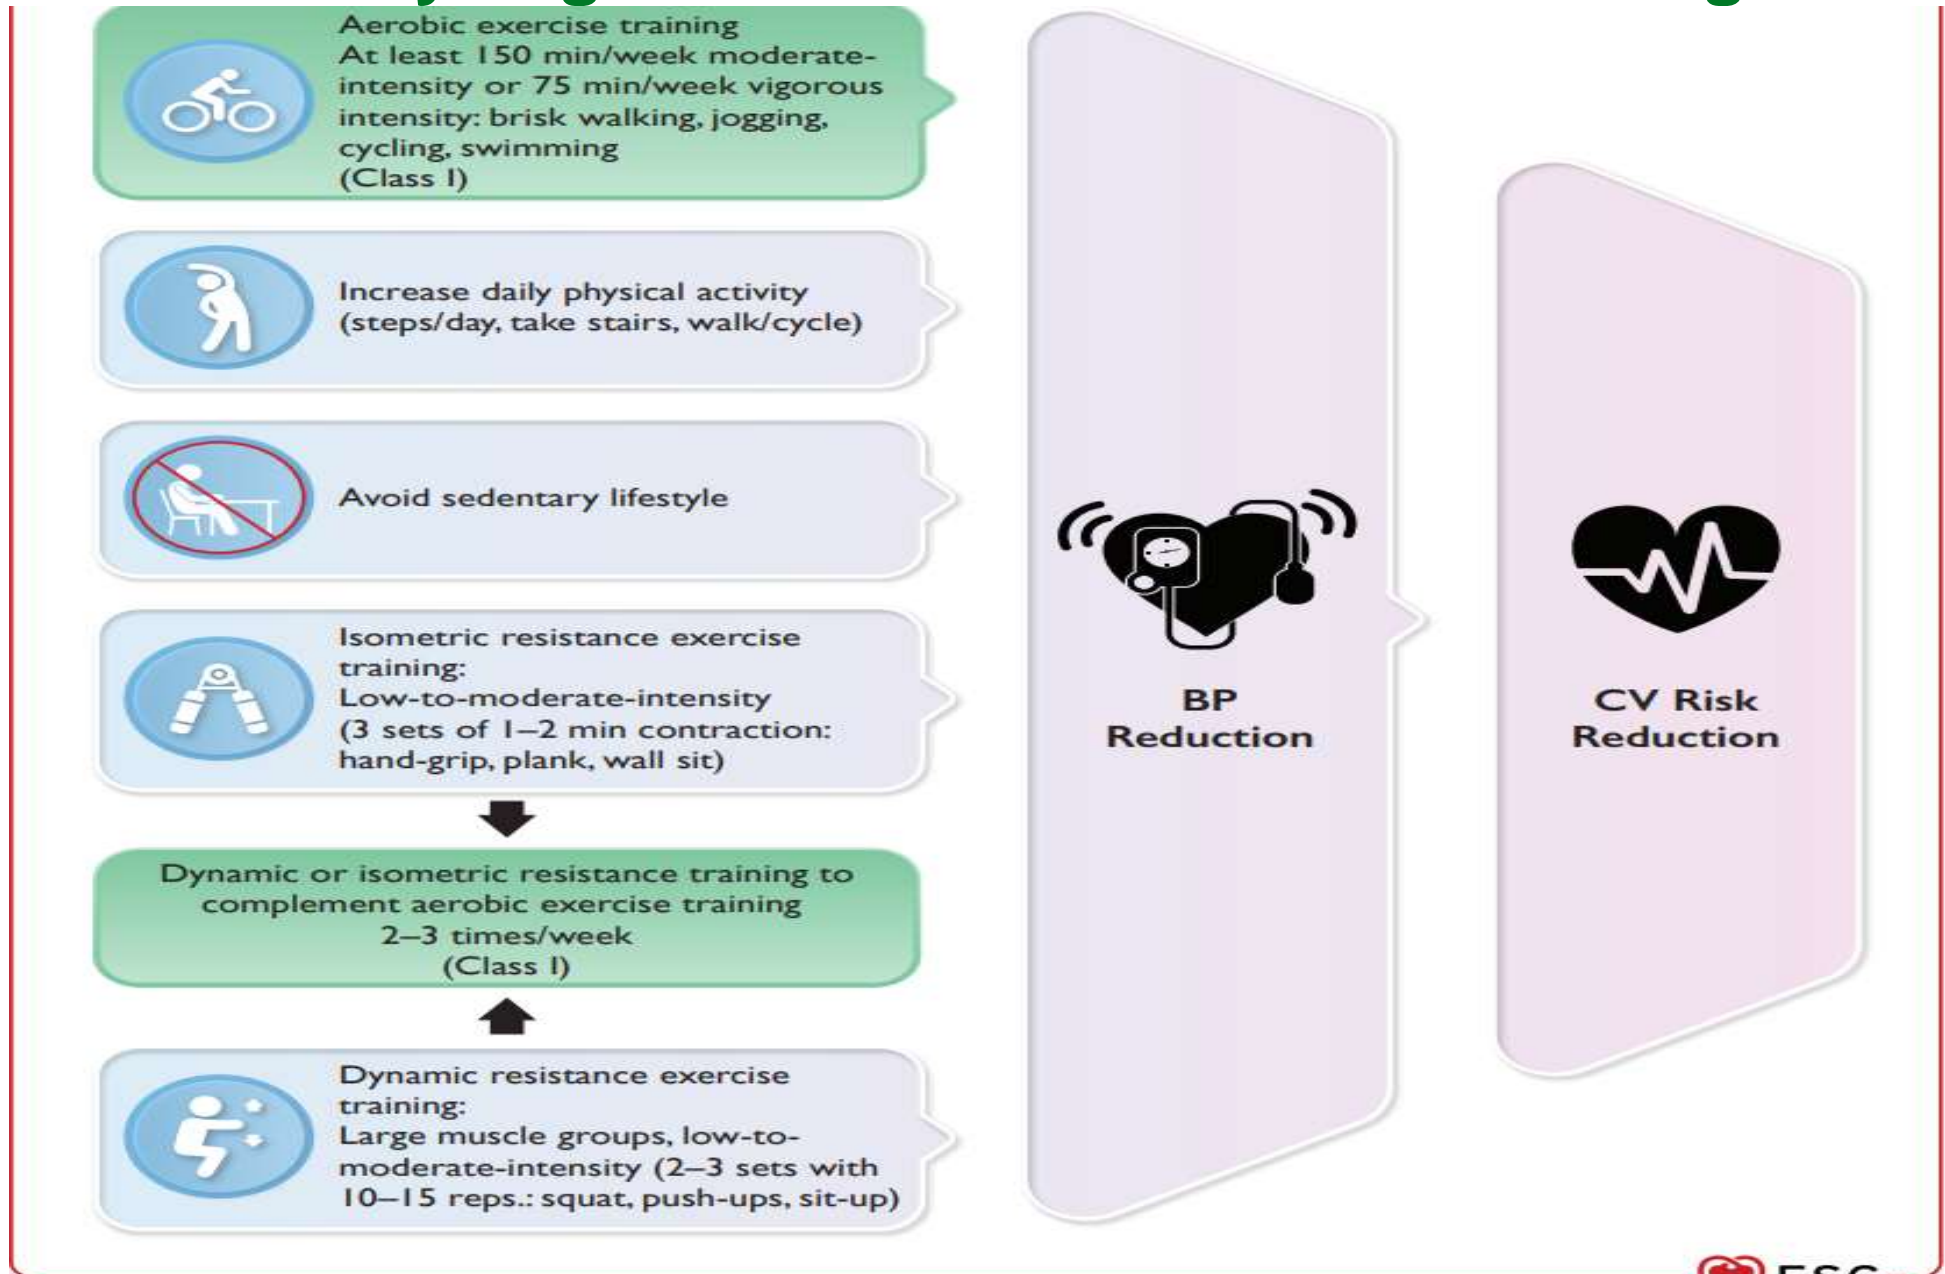 Aerobic exercise training
At least 150 min/week moderate-
intensity or 75 min/week vigorous
intensity: brisk walking, jogging,
cycling, swimming
(Class I)
Increase daily physical activity
(steps/day, take stairs, walk/cycle)
Avoid sedentary lifestyle
Isometric resistance exercise
training:
Low-to-moderate-intensity
(3 sets of 1–2 min contraction:
hand-grip, plank, wall sit)
Dynamic or isometric resistance training to
complement aerobic exercise training
2–3 times/week
(Class I)
Dynamic resistance exercise
training:
Large muscle groups, low-to-
moderate-intensity (2–3 sets with
10–15 reps.: squat, push-ups, sit-up)
BP
Reduction
CV Risk
Reduction
ESC